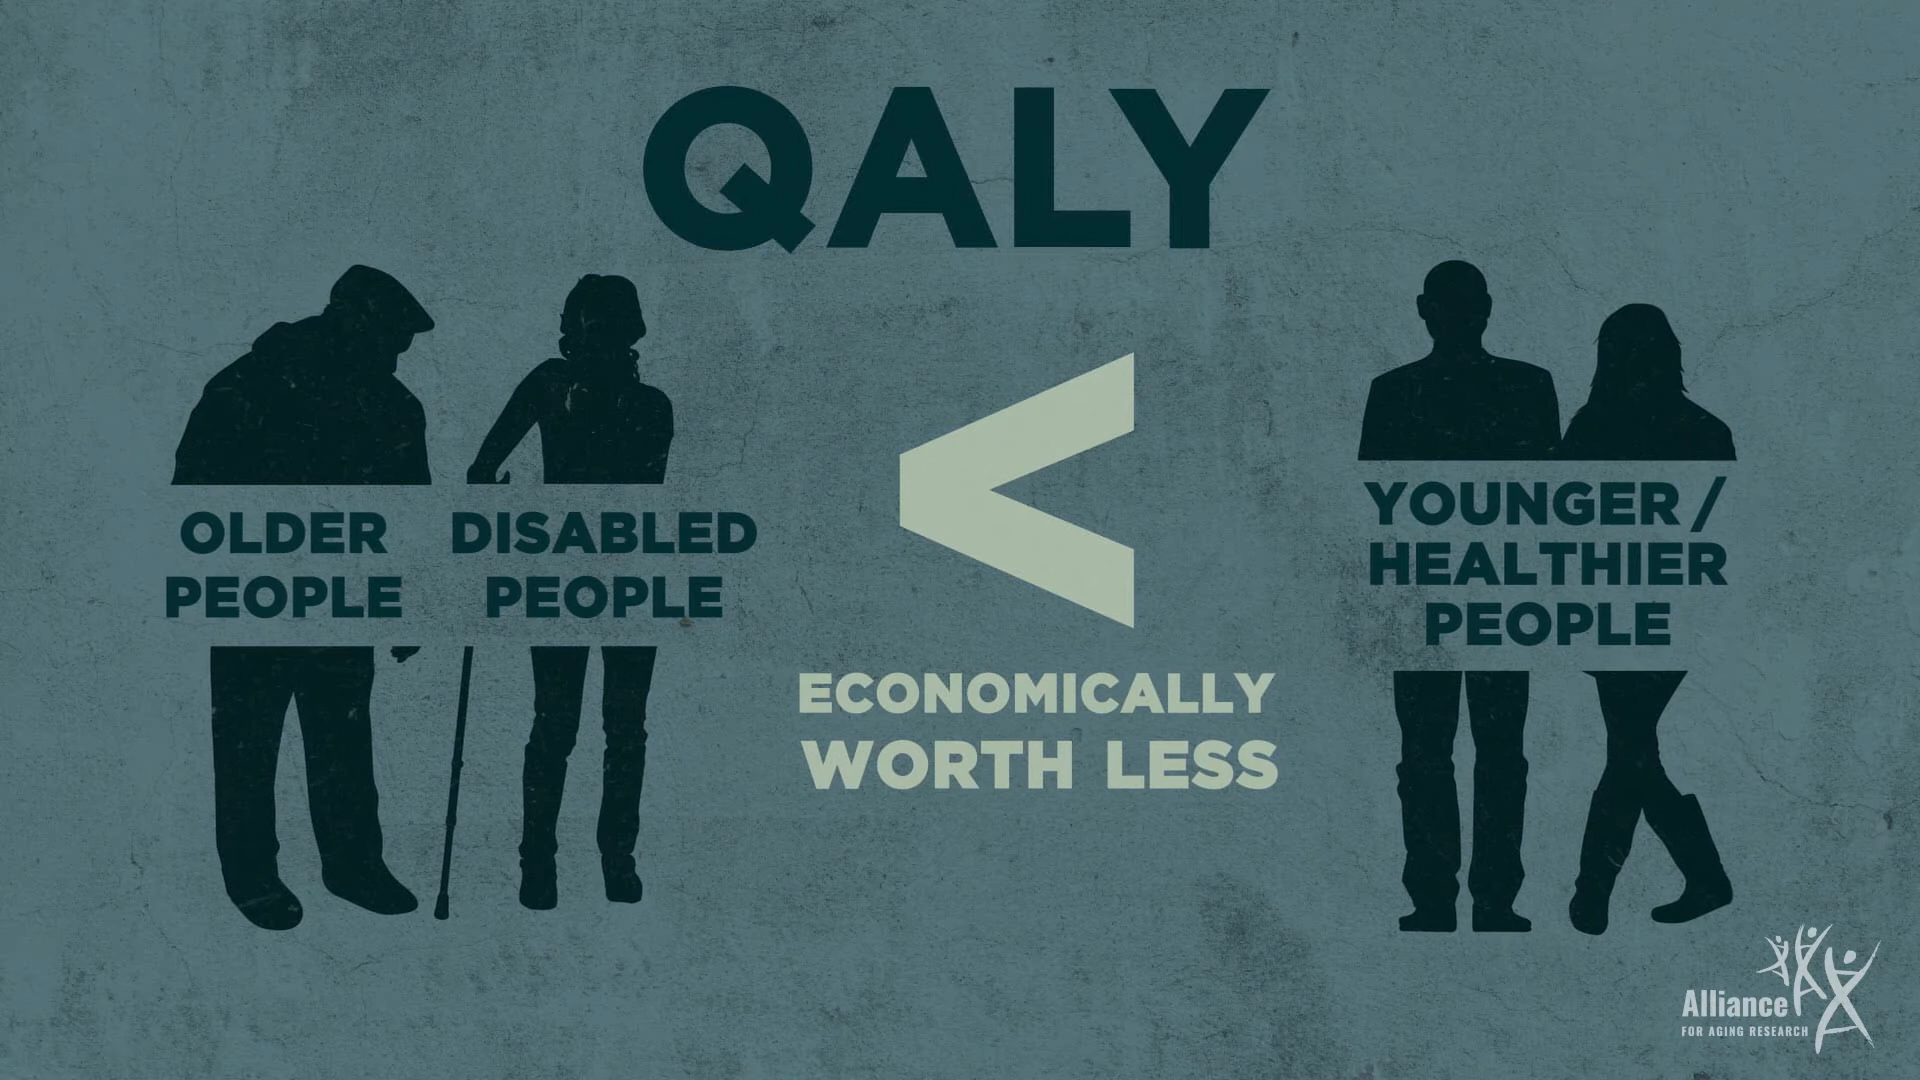 QALY
OLDER
PEOPLE
DISABLED
PEOPLE
<
ECONOMICALLY
WORTH LESS
YOUNGER /
HEALTHIER
PEOPLE
Alliance
FOR AGING RESEARCH